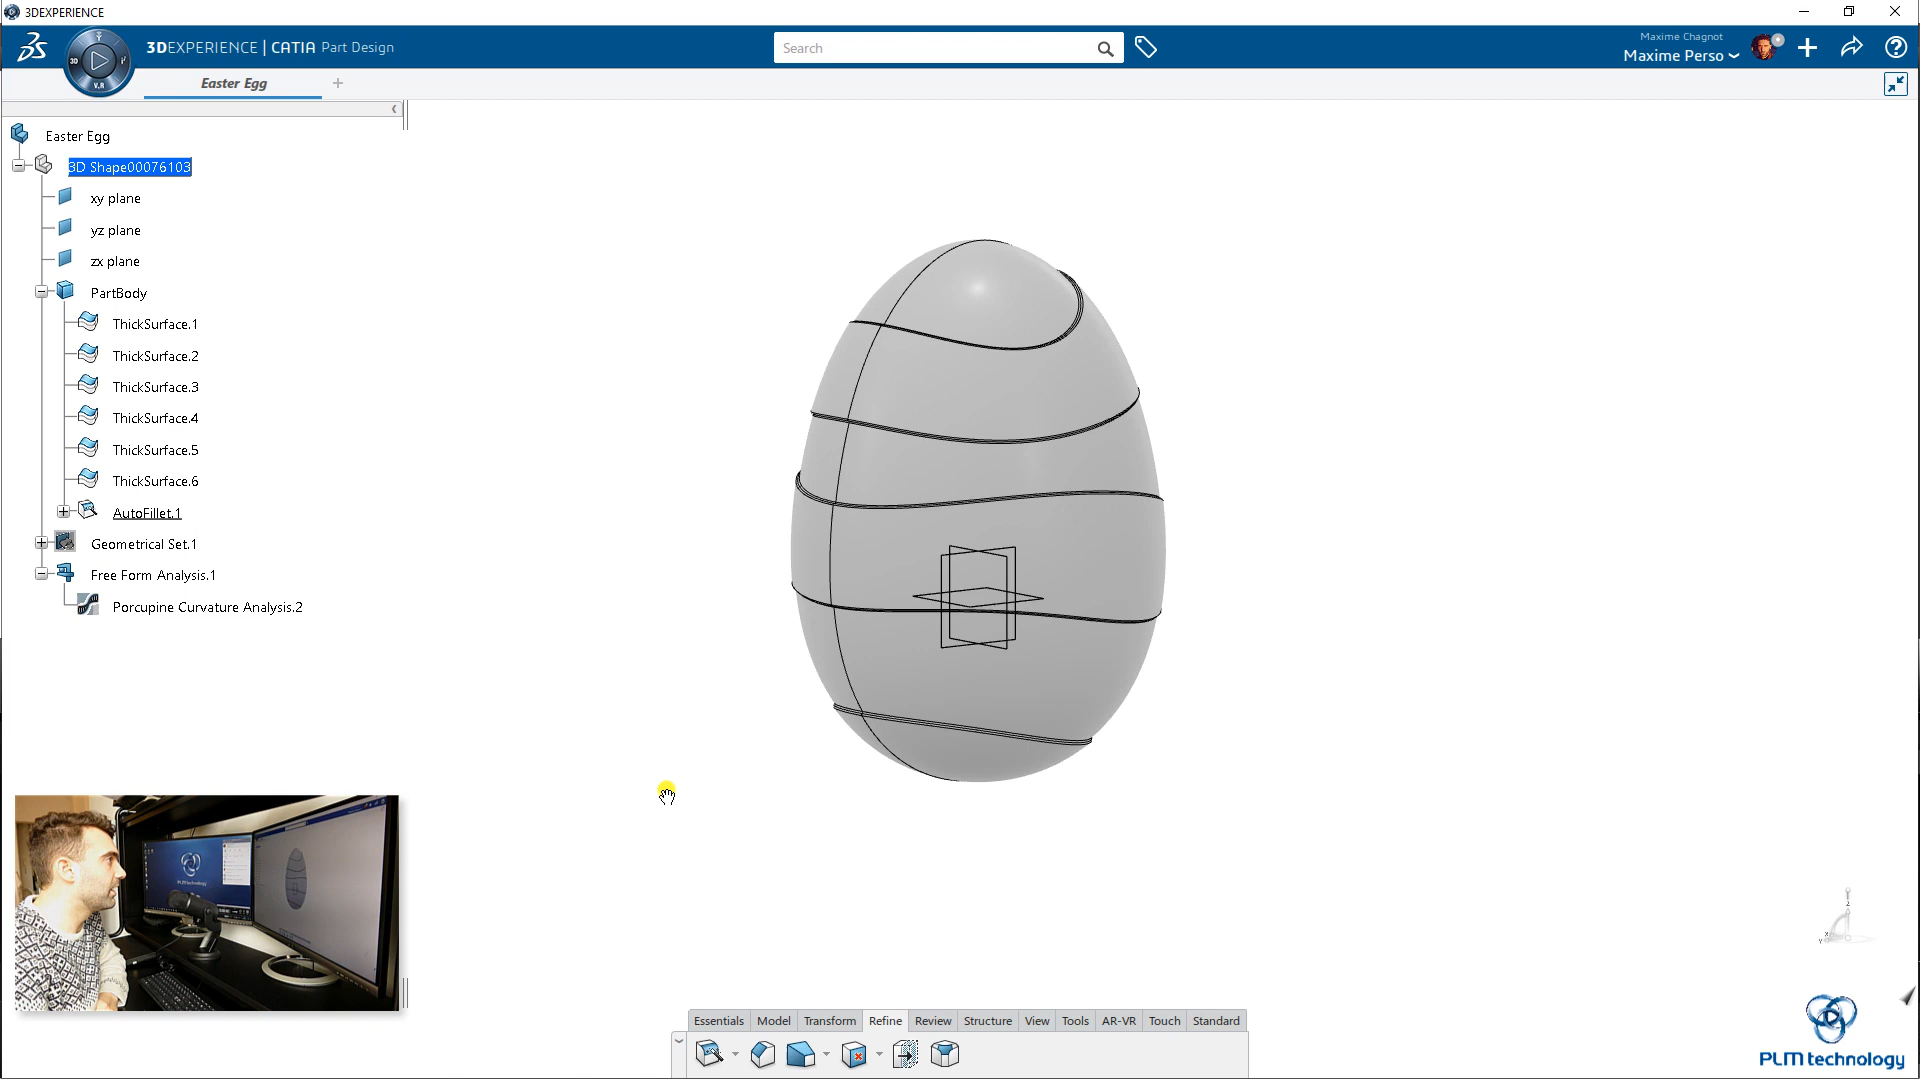 3DEXPERIENCE
3DEXPERIENCE | CATIA Part Design
3D
V.R
Search
Maxime Chagnot
Maxime Perso
Easter Egg
Easter Egg
3D Shape00076103
xy plane
yz plane
zx plane
PartBody
ThickSurface.1
ThickSurface.2
ThickSurface.3
ThickSurface.4
ThickSurface.5
ThickSurface.6
AutoFillet.1
Geometrical Set.1
Free Form Analysis.1
Porcupine Curvature Analysis.2
PLM technology
Essentials Model Transform Refine Review Structure View Tools AR-VR Touch Standard
z
x
y
PLM technology